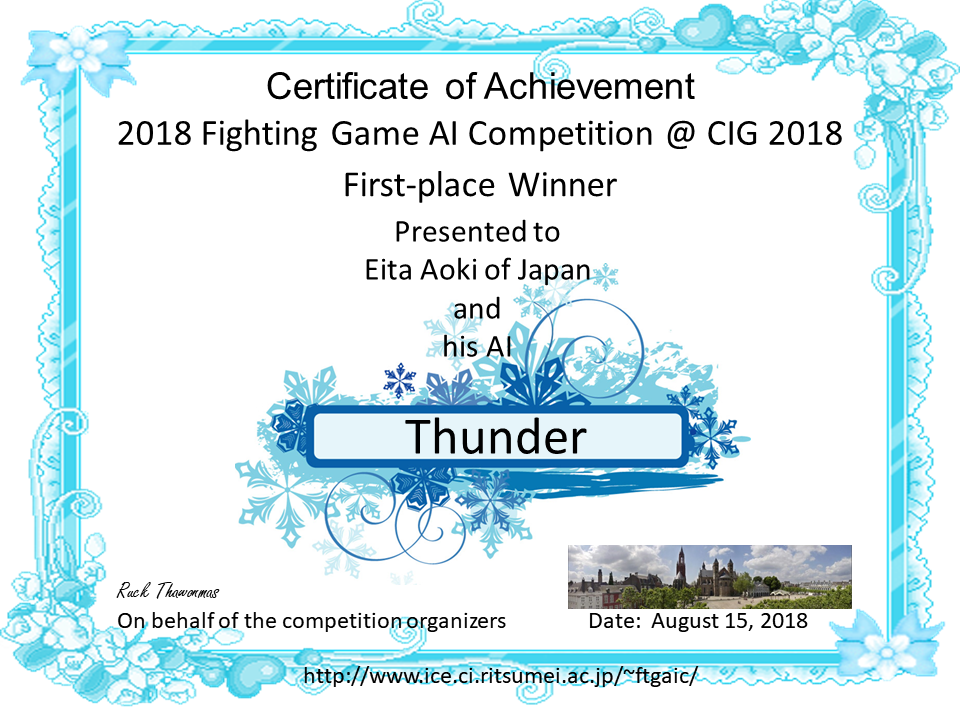 Certificate of Achievement
2018 Fighting Game AI Competition @ CIG 2018
First-place Winner
Presented to
Eita Aoki of Japan
and
his AI
Thunder
Ruck Thawonmas
On behalf of the competition organizers
Date: August 15, 2018
http://www.ice.ci.ritsumei.ac.jp/~ftgaic/